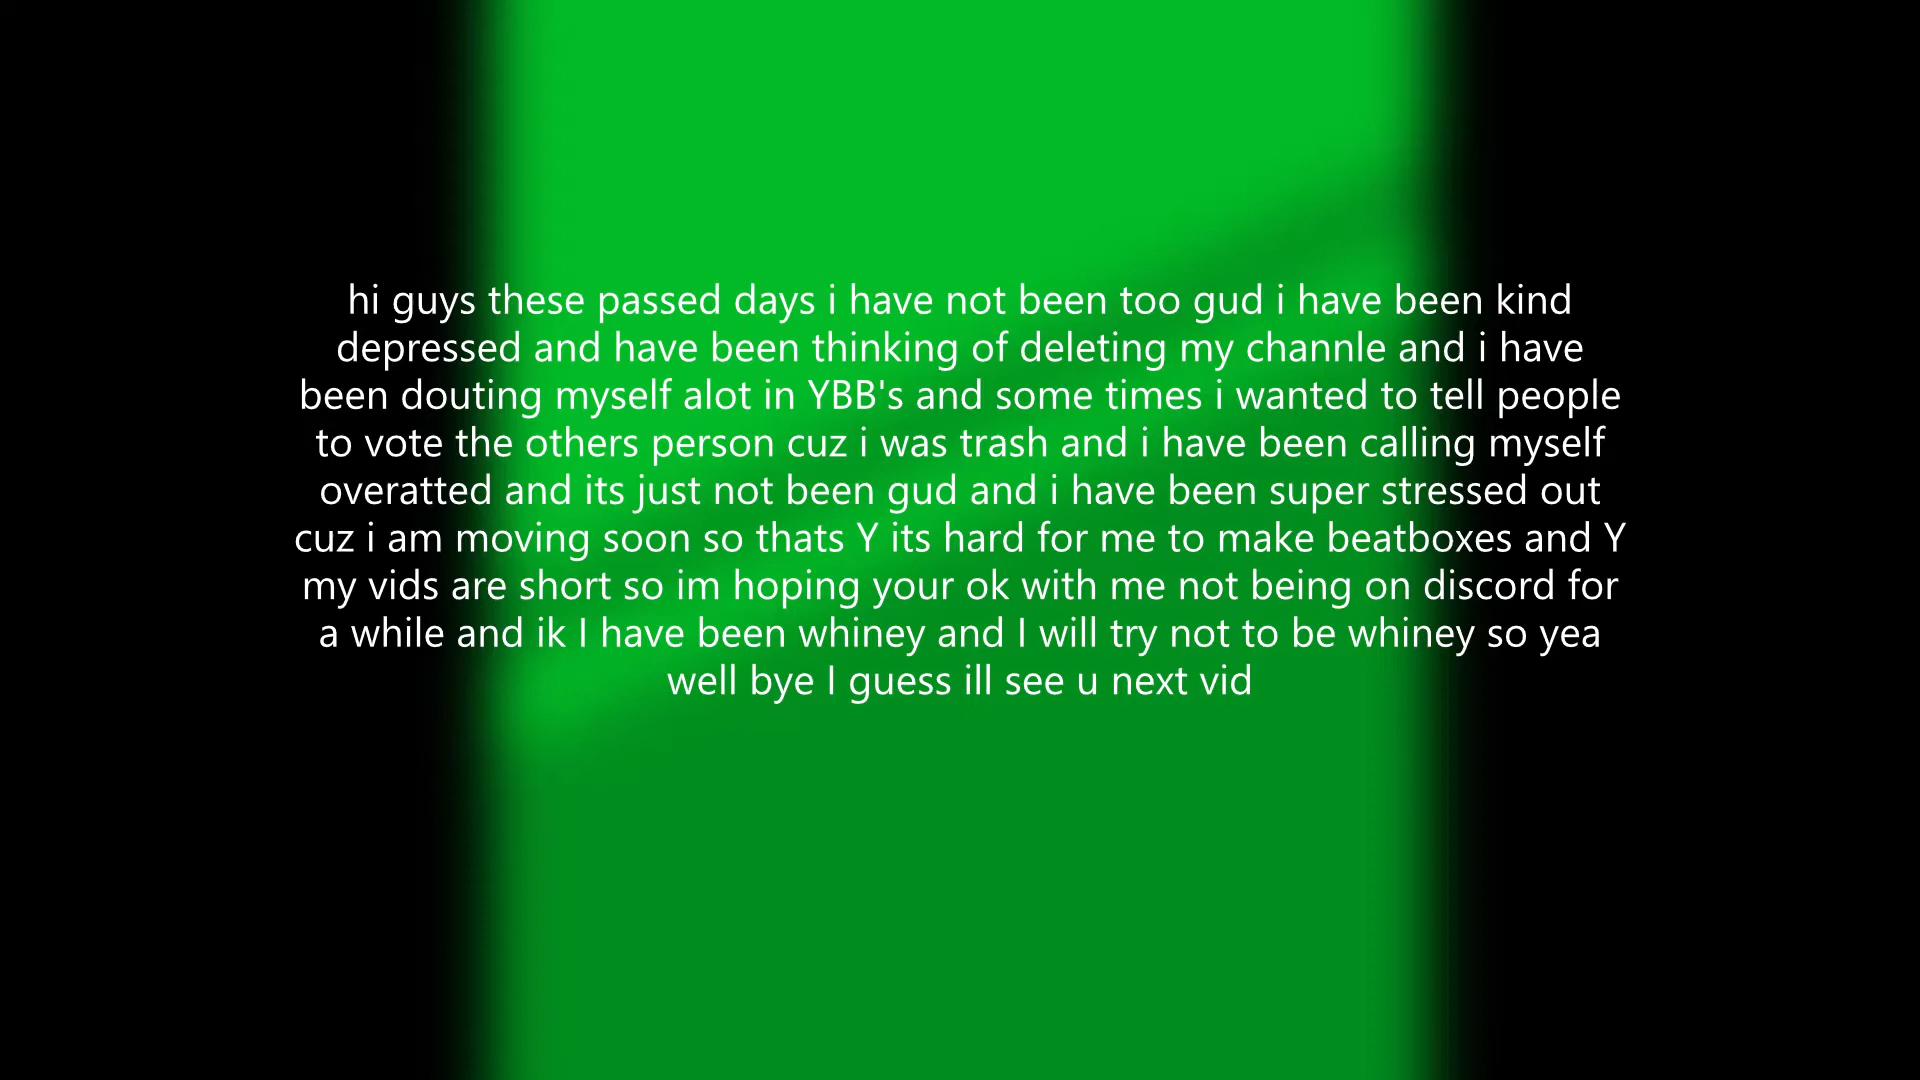 hi guys these passed days i have not been too gud i have been kind
depressed and have been thinking of deleting my channle and i have
been douting myself alot in YBB's and some times i wanted to tell people
to vote the others person cuz i was trash and i have been calling myself
overatted and its just not been gud and i have been super stressed out
cuz i am moving soon so thats Y its hard for me to make beatboxes and Y
my vids are short so im hoping your ok with me not being on discord for
a while and ik I have been whiney and I will try not to be whiney so yea
well bye I guess ill see u next vid